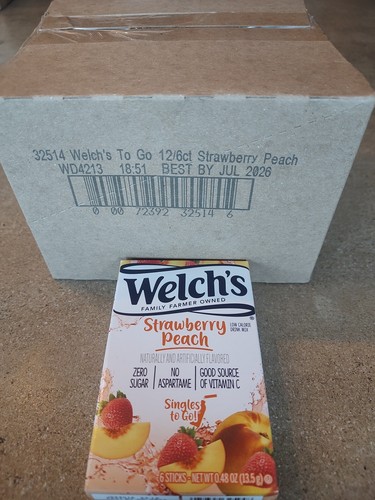 32514 Welch's To Go 12/6ct Strawberry Peach
WD4213 18:51 BEST BY JUL 2026
0 00 72392 32514 6
Welch's
FAMILY FARMER OWNED
Strawberry
Peach
LOW CALORIE
DRINK MIX
NATURALLY AND ARTIFICIALLY FLAVORED
ZERO
SUGAR
NO
ASPARTAME
GOOD SOURCE
OF VITAMIN C
Singles
to Go!
6 STICKS - NET WT 0.48 OZ (13.5g)